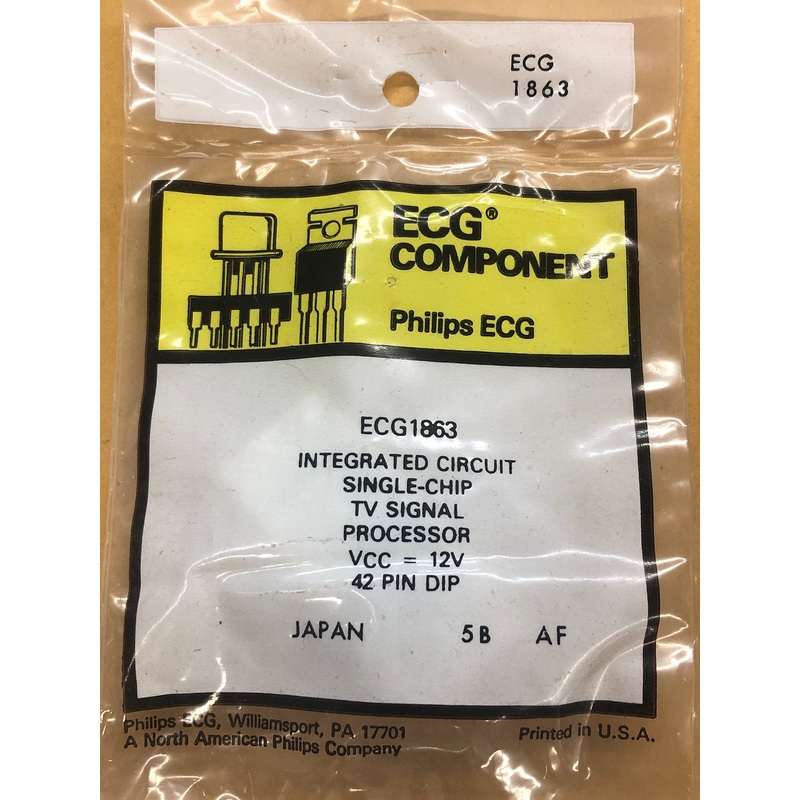 ECG
1863
ECG®
COMPONENT
Philips ECG
ECG1863
INTEGRATED CIRCUIT
SINGLE-CHIP
TV SIGNAL
PROCESSOR
VCC = 12V
42 PIN DIP
JAPAN 5B AF
Philips ECG, Williamsport, PA 17701
A North American Philips Company
Printed in U.S.A.